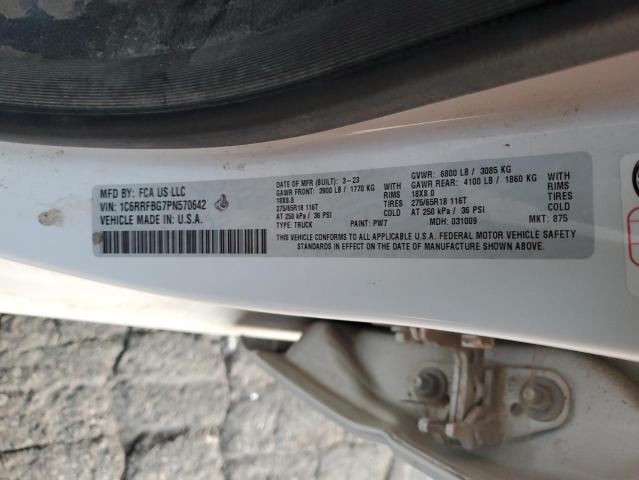 MFD BY: FCA US LLC
VIN: 1C6RRFBG7PN570642
VEHICLE MADE IN U.S.A.
DATE OF MFR (BUILT): 3-23
GAWR FRONT: 3900 LB / 1770 KG WITH
18X8.0 RIMS
275/65R18 116T TIRES
AT 250 kPa / 36 PSI COLD
TYPE: TRUCK PAINT: PW7
GVWR: 6800 LB / 3085 KG
GAWR REAR: 4100 LB / 1860 KG WITH
18X8.0 RIMS
275/65R18 116T TIRES
AT 250 kPa / 36 PSI COLD
MDH: 031009 MKT: 875
THIS VEHICLE CONFORMS TO ALL APPLICABLE U.S.A. FEDERAL MOTOR VEHICLE SAFETY
STANDARDS IN EFFECT ON THE DATE OF MANUFACTURE SHOWN ABOVE.